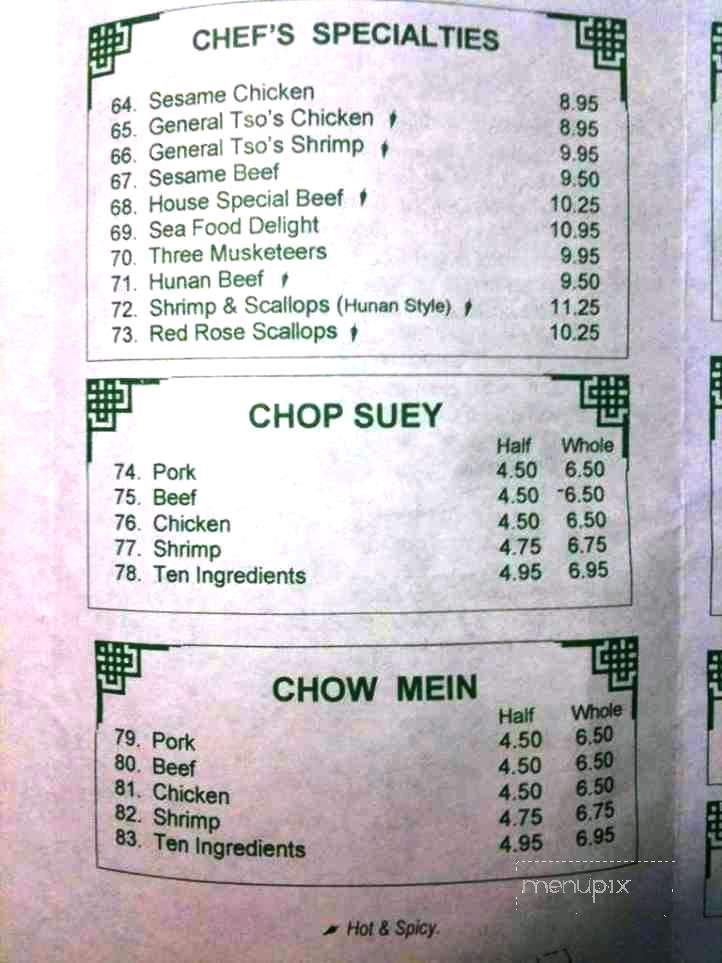 CHEF'S SPECIALTIES
64. Sesame Chicken 8.95
65. General Tso's Chicken 8.95
66. General Tso's Shrimp 9.95
67. Sesame Beef 9.50
68. House Special Beef 10.25
69. Sea Food Delight 10.95
70. Three Musketeers 9.95
71. Hunan Beef 9.50
72. Shrimp & Scallops (Hunan Style) 11.25
73. Red Rose Scallops 10.25
CHOP SUEY
Half Whole
74. Pork 4.50 6.50
75. Beef 4.50 6.50
76. Chicken 4.50 6.50
77. Shrimp 4.75 6.75
78. Ten Ingredients 4.95 6.95
CHOW MEIN
Half Whole
79. Pork 4.50 6.50
80. Beef 4.50 6.50
81. Chicken 4.50 6.50
82. Shrimp 4.75 6.75
83. Ten Ingredients 4.95 6.95
menupix
Hot & Spicy.